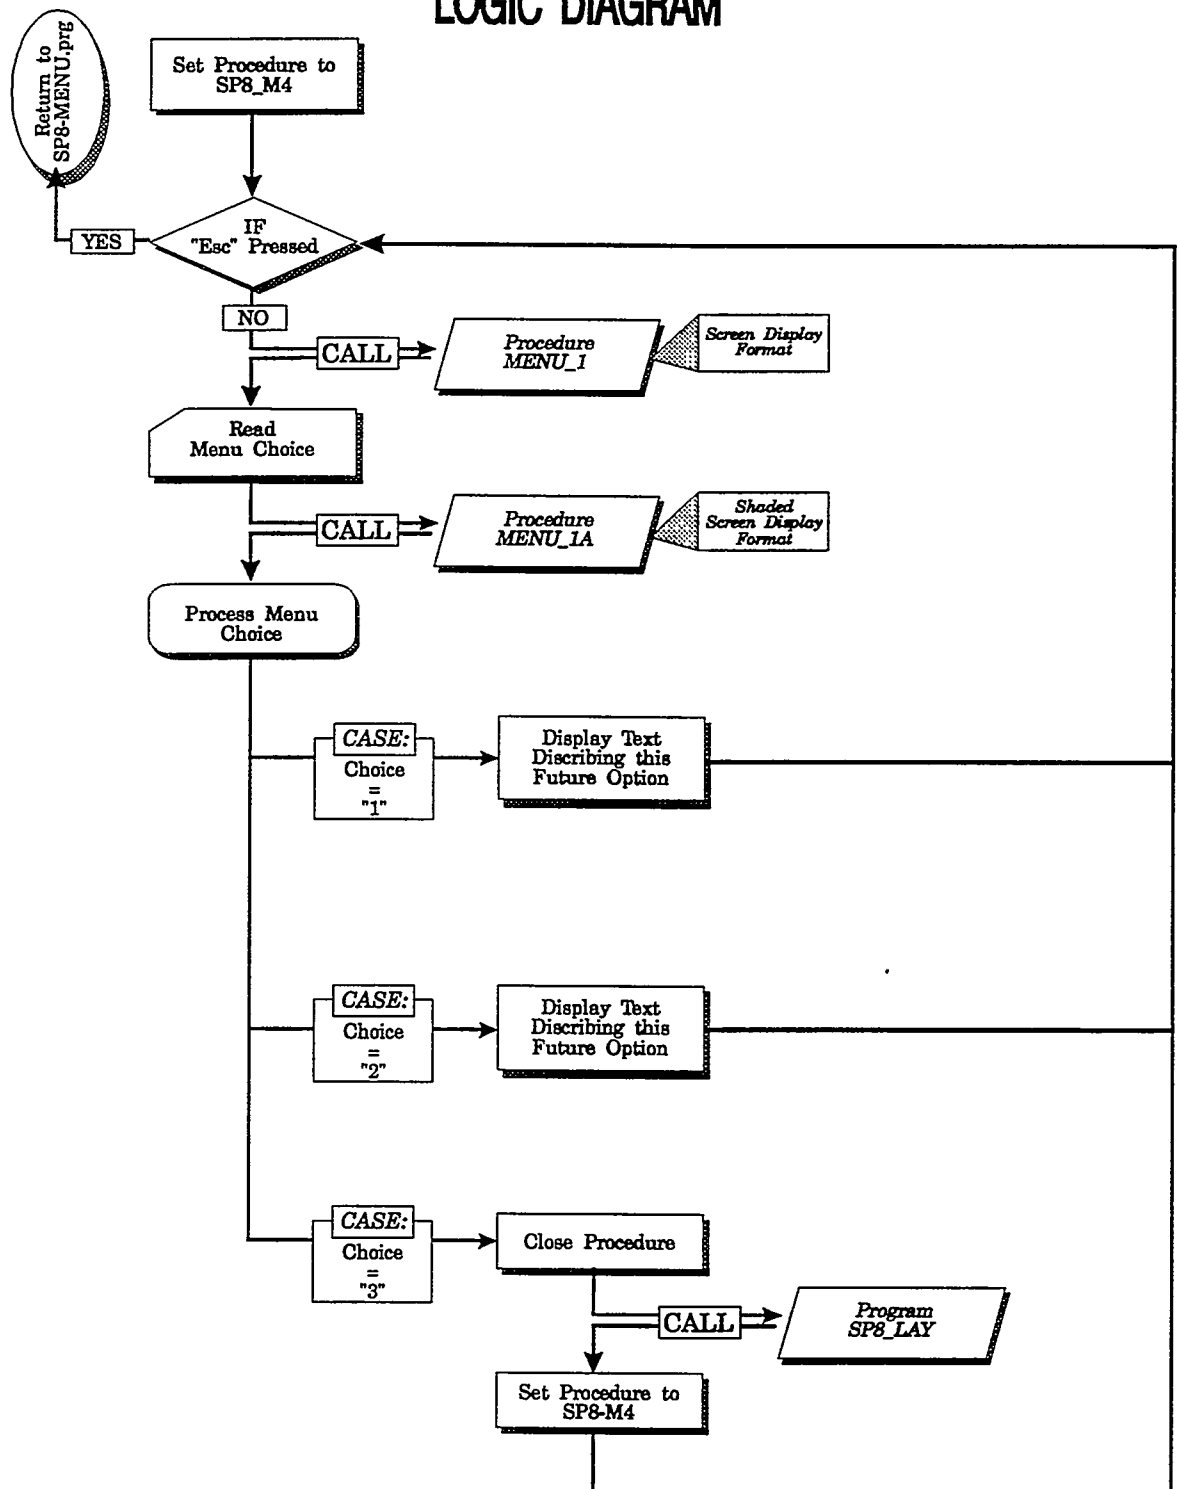 LOGIC DIAGRAM
Return to
SP8-MENU.prg
Set Procedure to
SP8_M4
IF
"Esc" Pressed
YES
NO
CALL
Procedure
MENU_1
Screen Display
Format
Read
Menu Choice
CALL
Procedure
MENU_1A
Shaded
Screen Display
Format
Process Menu
Choice
CASE:
Choice
=
"1"
Display Text
Discribing this
Future Option
CASE:
Choice
=
"2"
Display Text
Discribing this
Future Option
CASE:
Choice
=
"3"
Close Procedure
CALL
Program
SP8_LAY
Set Procedure to
SP8-M4